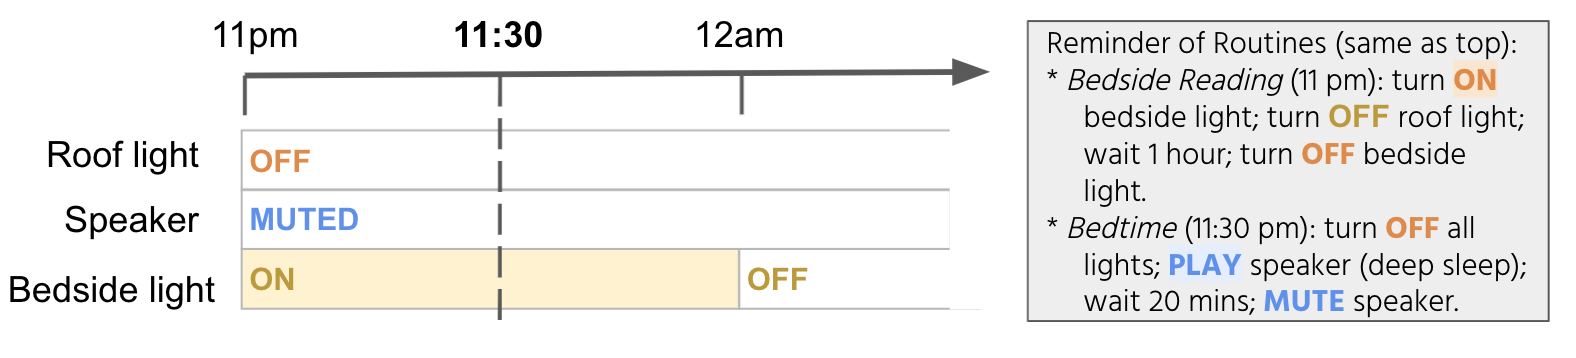 11pm 11:30 12am
Roof light OFF
Speaker MUTED
Bedside light ON OFF
Reminder of Routines (same as top):
* Bedside Reading (11 pm): turn ON
bedside light; turn OFF roof light;
wait 1 hour; turn OFF bedside
light.
* Bedtime (11:30 pm): turn OFF all
lights; PLAY speaker (deep sleep);
wait 20 mins; MUTE speaker.